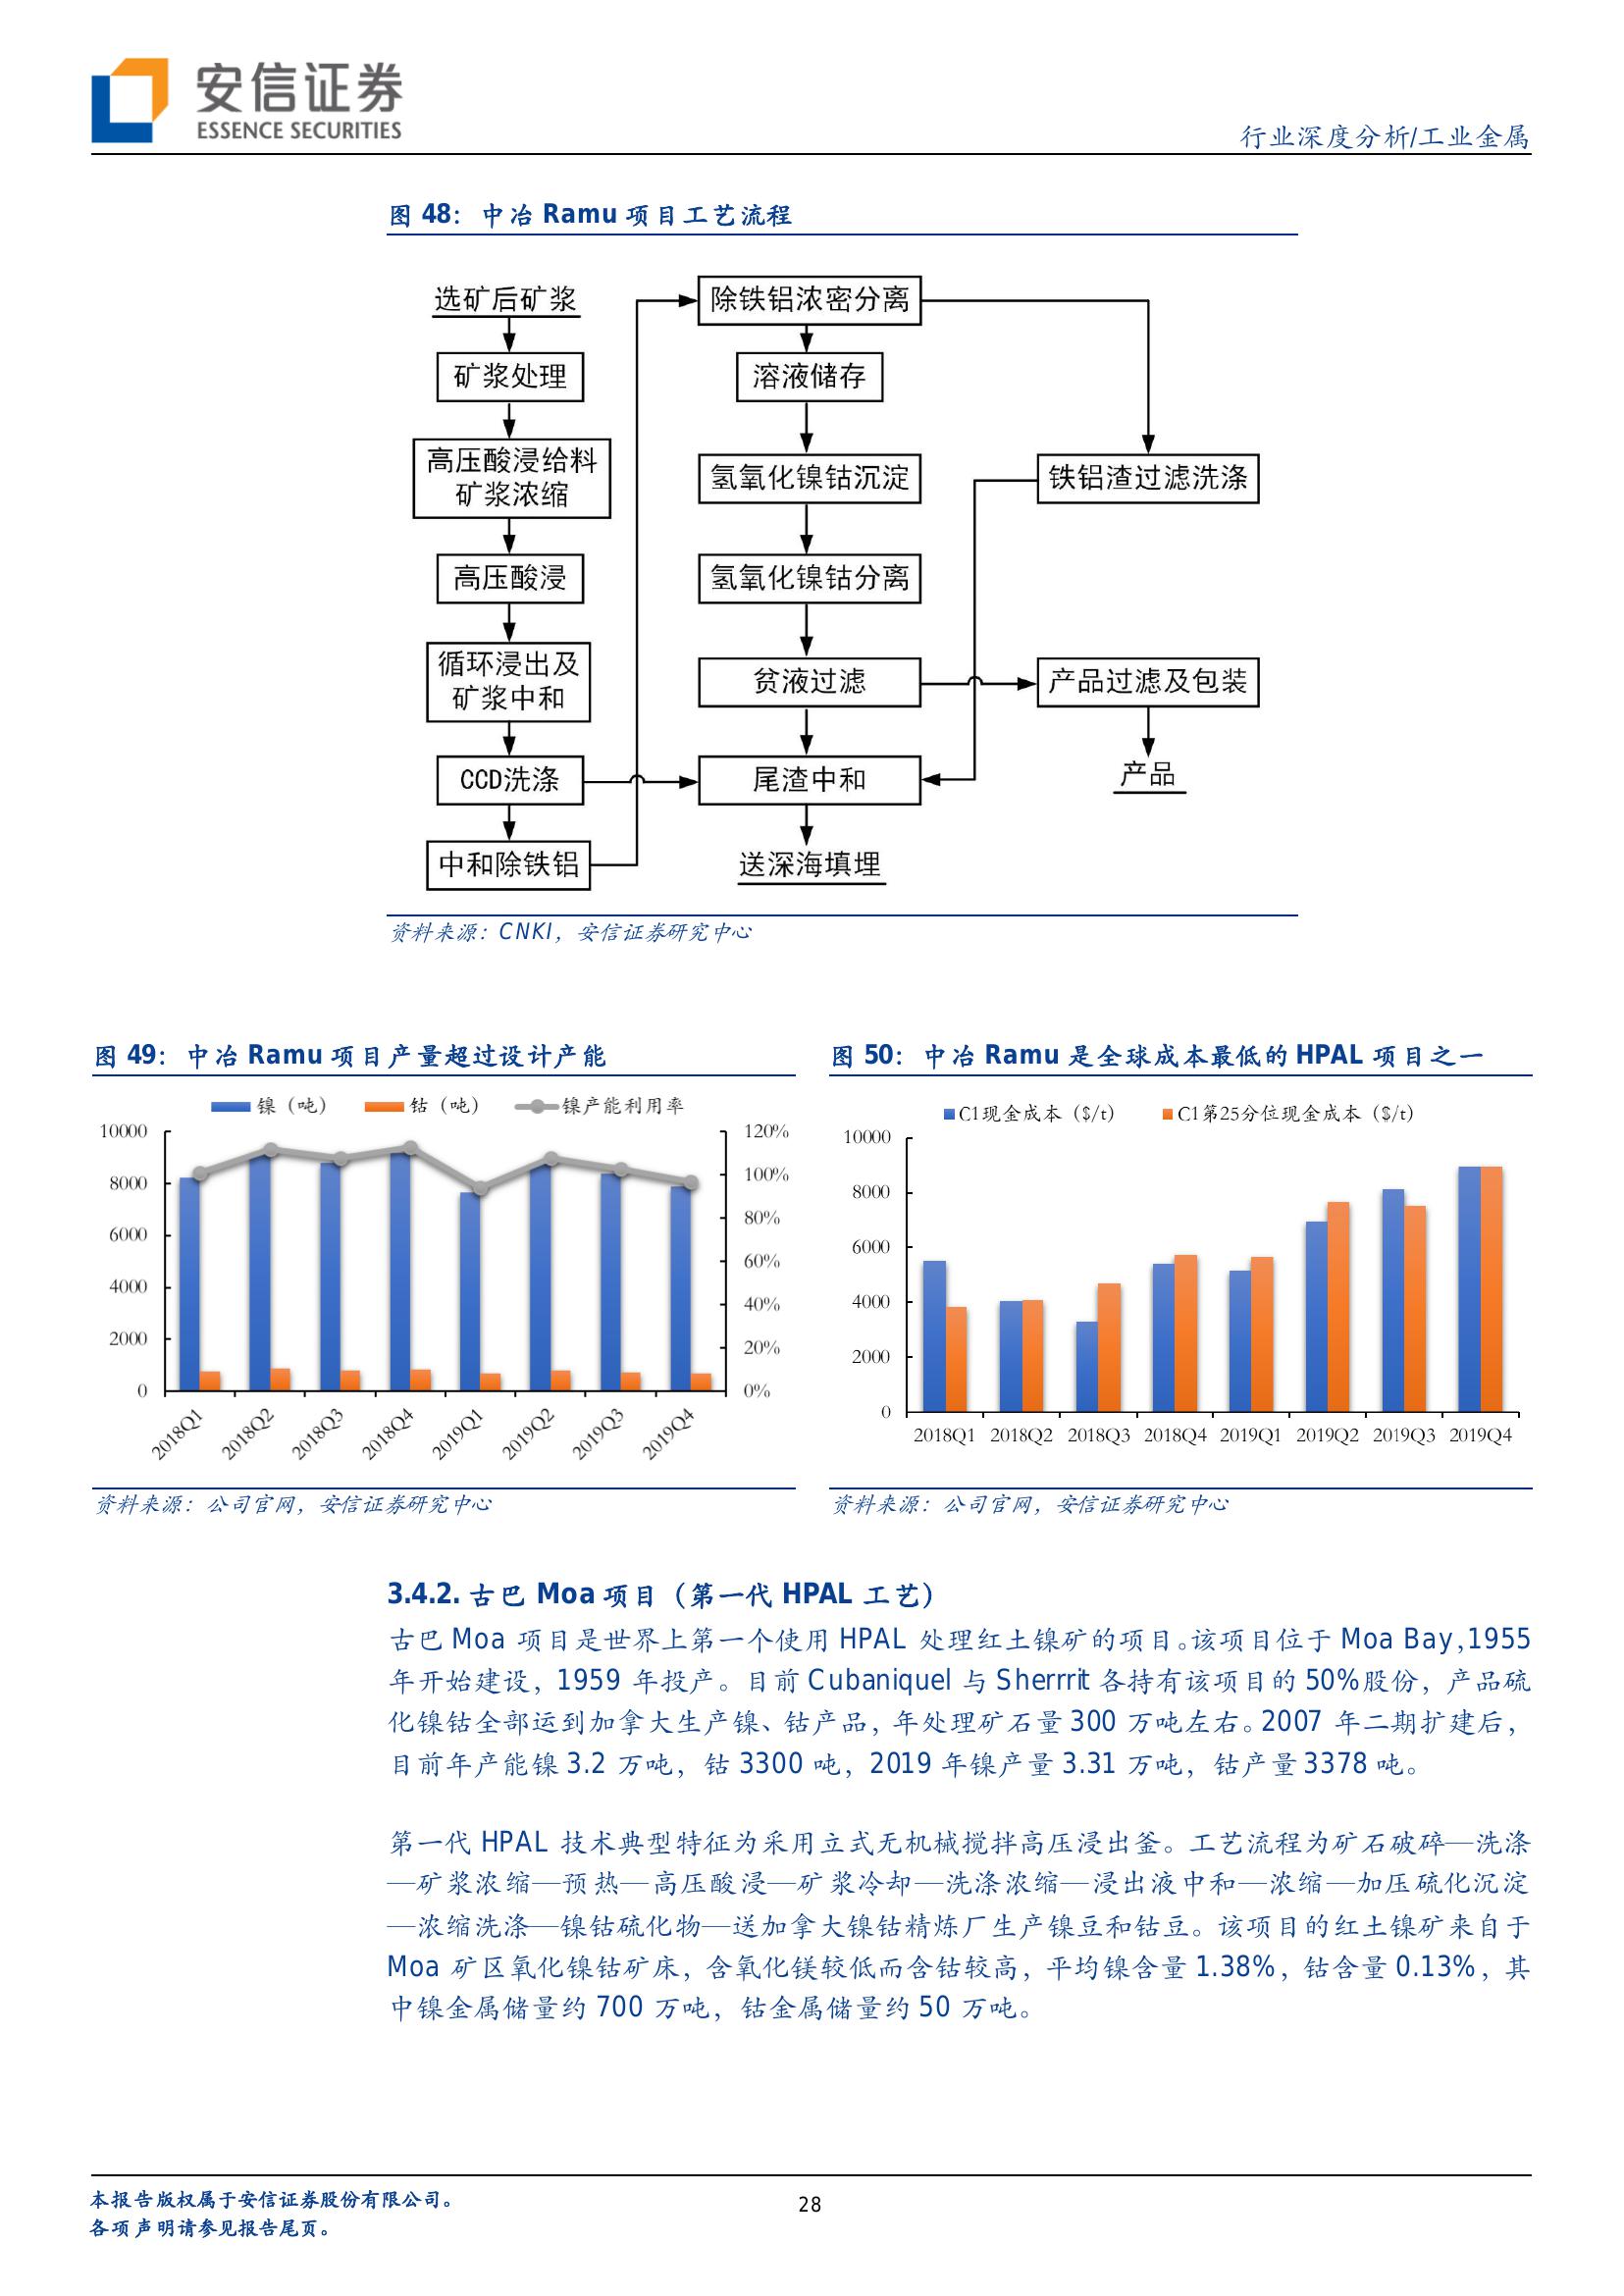 安信证券
ESSENCE SECURITIES
行业深度分析/工业金属
图 48：中冶 Ramu 项目工艺流程
选矿后矿浆
矿浆处理
高压酸浸给料
矿浆浓缩
高压酸浸
循环浸出及
矿浆中和
CCD洗涤
中和除铁铝
除铁铝浓密分离
溶液储存
氢氧化镍钴沉淀
氢氧化镍钴分离
贫液过滤
尾渣中和
送深海填埋
铁铝渣过滤洗涤
产品过滤及包装
产品
资料来源：CNKI，安信证券研究中心
图 49：中冶 Ramu 项目产量超过设计产能
镍（吨） 钴（吨） 镍产能利用率
10000
8000
6000
4000
2000
0
120%
100%
80%
60%
40%
20%
0%
2018Q1 2018Q2 2018Q3 2018Q4 2019Q1 2019Q2 2019Q3 2019Q4
资料来源：公司官网，安信证券研究中心
图 50：中冶 Ramu 是全球成本最低的 HPAL 项目之一
C1现金成本（$/t） C1第25分位现金成本（$/t）
10000
8000
6000
4000
2000
0
2018Q1 2018Q2 2018Q3 2018Q4 2019Q1 2019Q2 2019Q3 2019Q4
资料来源：公司官网，安信证券研究中心
3.4.2. 古巴 Moa 项目（第一代 HPAL 工艺）
古巴 Moa 项目是世界上第一个使用 HPAL 处理红土镍矿的项目。该项目位于 Moa Bay,1955
年开始建设，1959 年投产。目前 Cubaniquel 与 Sherrrit 各持有该项目的 50%股份，产品硫
化镍钴全部运到加拿大生产镍、钴产品，年处理矿石量 300 万吨左右。2007 年二期扩建后，
目前年产能镍 3.2 万吨，钴 3300 吨，2019 年镍产量 3.31 万吨，钴产量 3378 吨。
第一代 HPAL 技术典型特征为采用立式无机械搅拌高压浸出釜。工艺流程为矿石破碎—洗涤
—矿浆浓缩—预热—高压酸浸—矿浆冷却—洗涤浓缩—浸出液中和—浓缩—加压硫化沉淀
—浓缩洗涤—镍钴硫化物—送加拿大镍钴精炼厂生产镍豆和钴豆。该项目的红土镍矿来自于
Moa 矿区氧化镍钴矿床，含氧化镁较低而含钴较高，平均镍含量 1.38%，钴含量 0.13%，其
中镍金属储量约 700 万吨，钴金属储量约 50 万吨。
本报告版权属于安信证券股份有限公司。
各项声明请参见报告尾页。
28